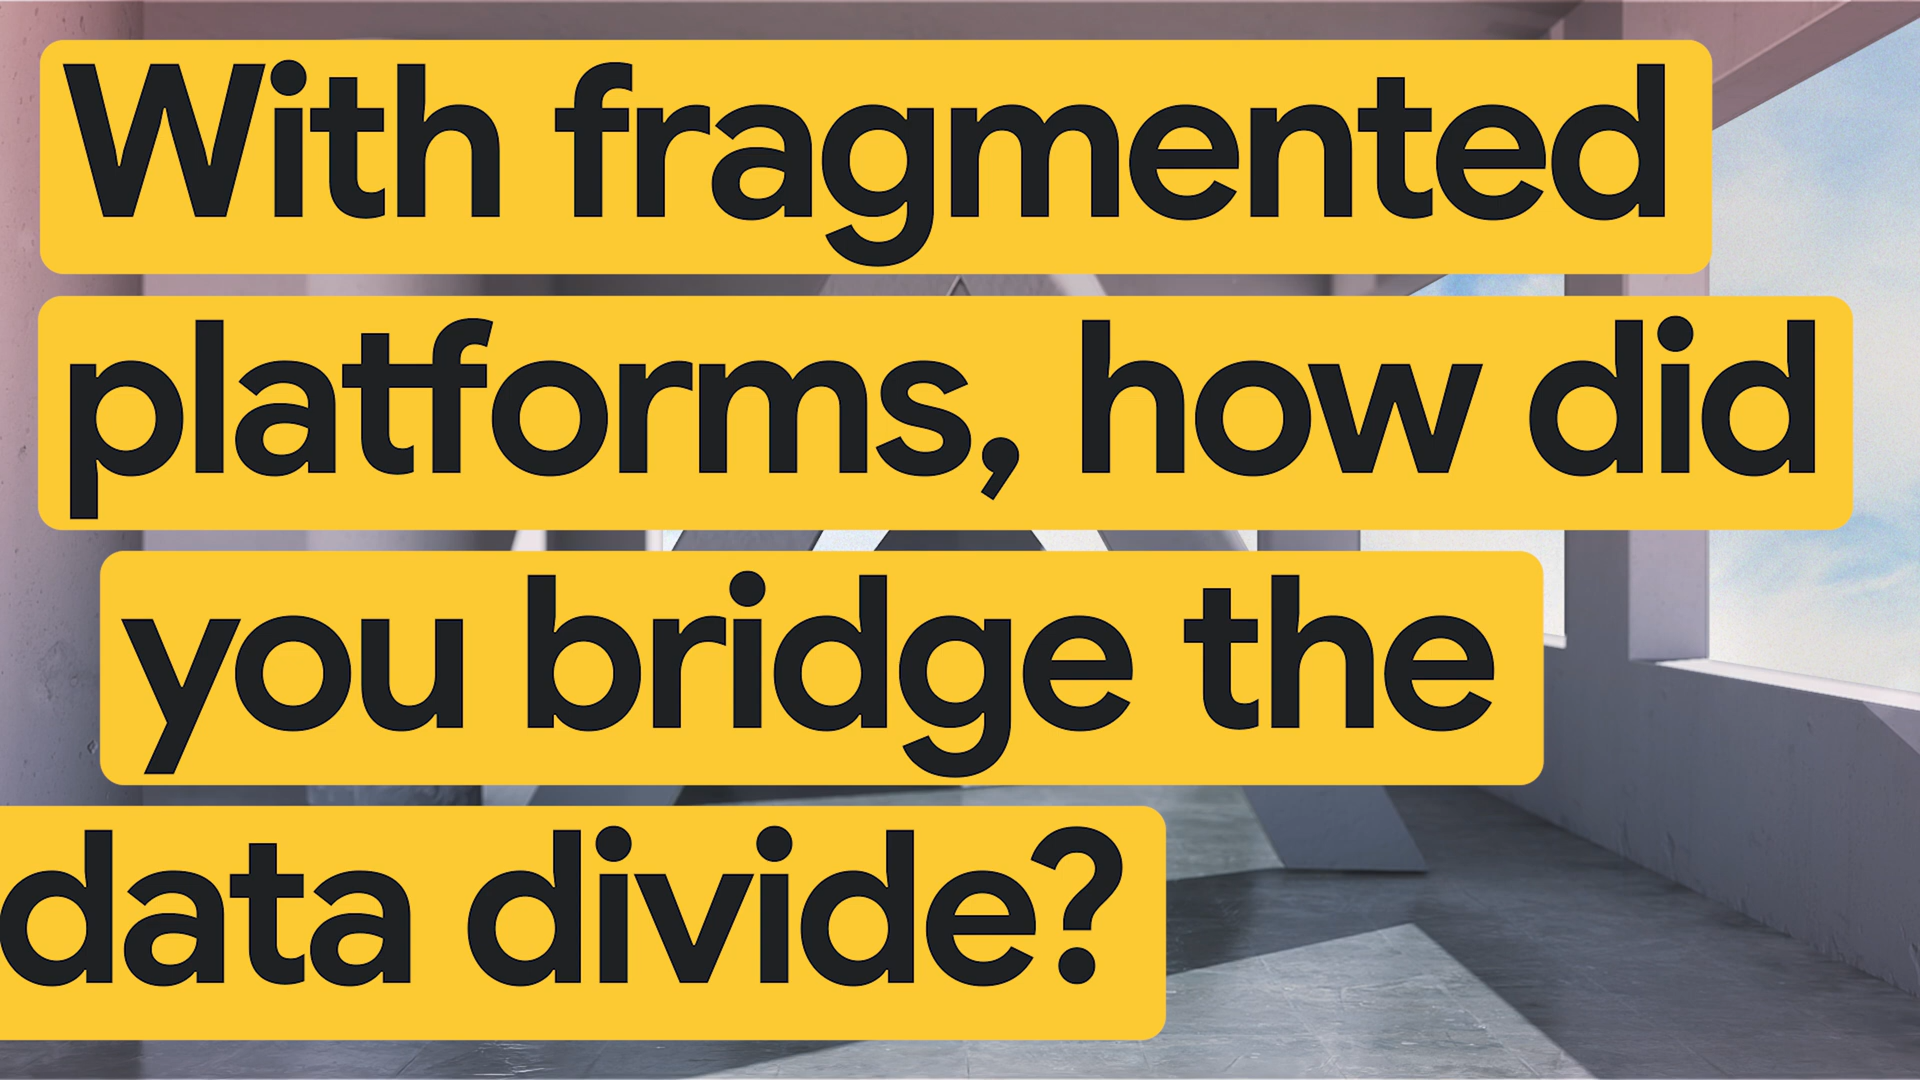 With fragmented
platforms, how did
you bridge the
data divide?